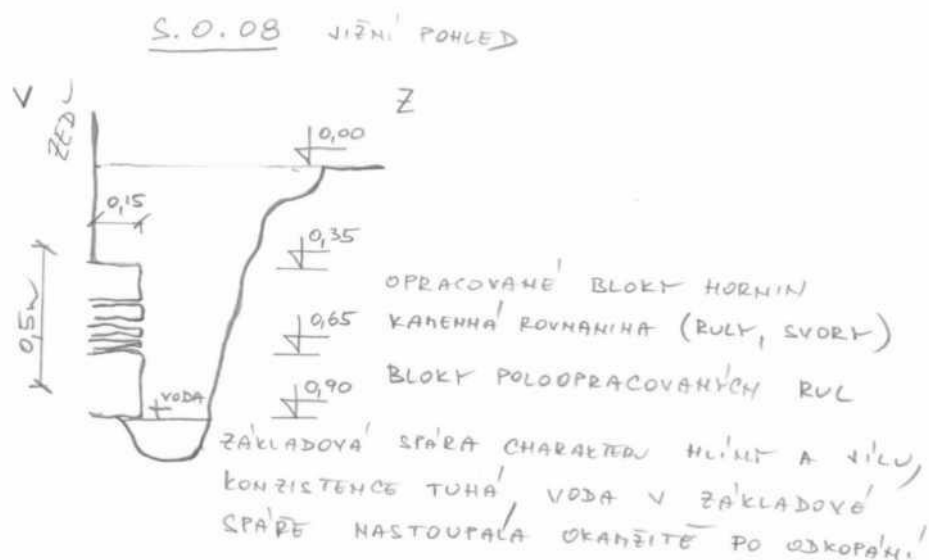 S.O.08 JIŽNÍ POHLED
V Z
ZEĎ
0,00
0,15
0,35
OPRACOVANÉ BLOKY HORNIN
0,5m
0,65
KAMENNÁ ROVNANINA (RULY, SVORY)
VODA
0,90
BLOKY POLOOPRACOVANÝCH RUL
ZÁKLADOVÁ SPÁRA CHARAKTERU HLÍNY A JÍLU,
KONZISTENCE TUHÁ, VODA V ZÁKLADOVÉ
SPÁŘE NASTOUPALA OKAMŽITĚ PO ODKOPÁNÍ